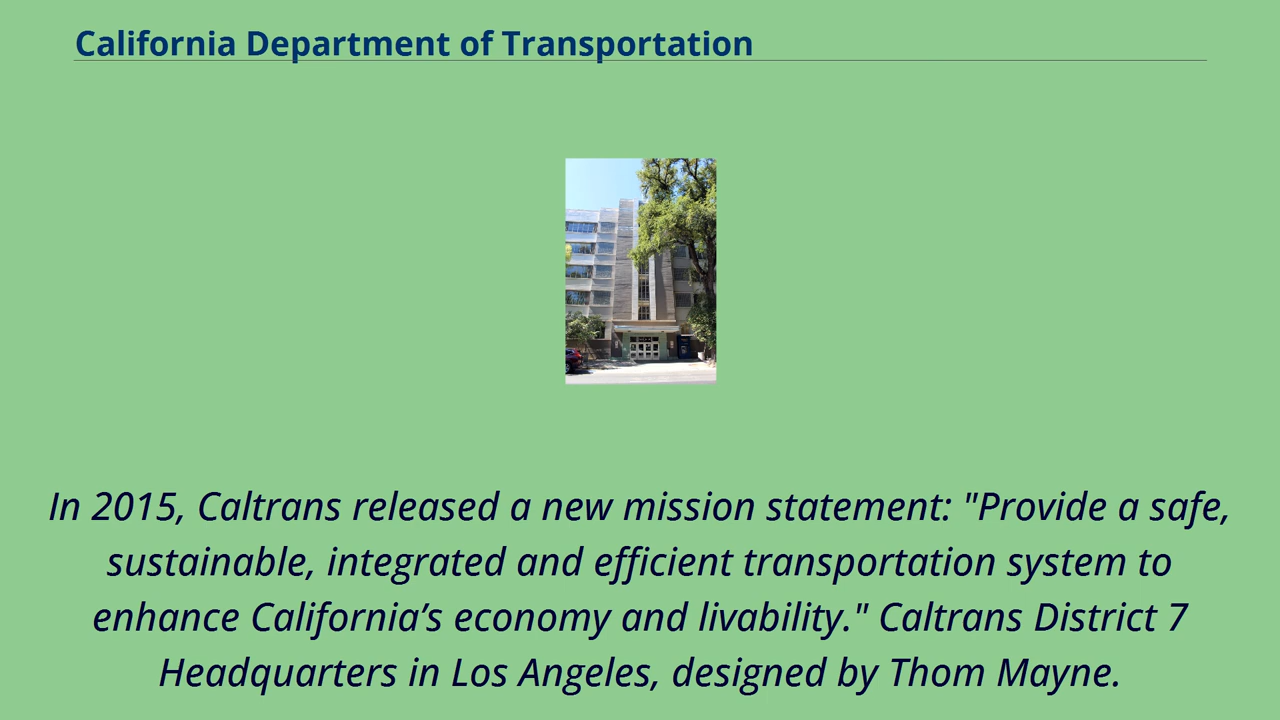 California Department of Transportation
In 2015, Caltrans released a new mission statement: "Provide a safe,
sustainable, integrated and efficient transportation system to
enhance California’s economy and livability." Caltrans District 7
Headquarters in Los Angeles, designed by Thom Mayne.